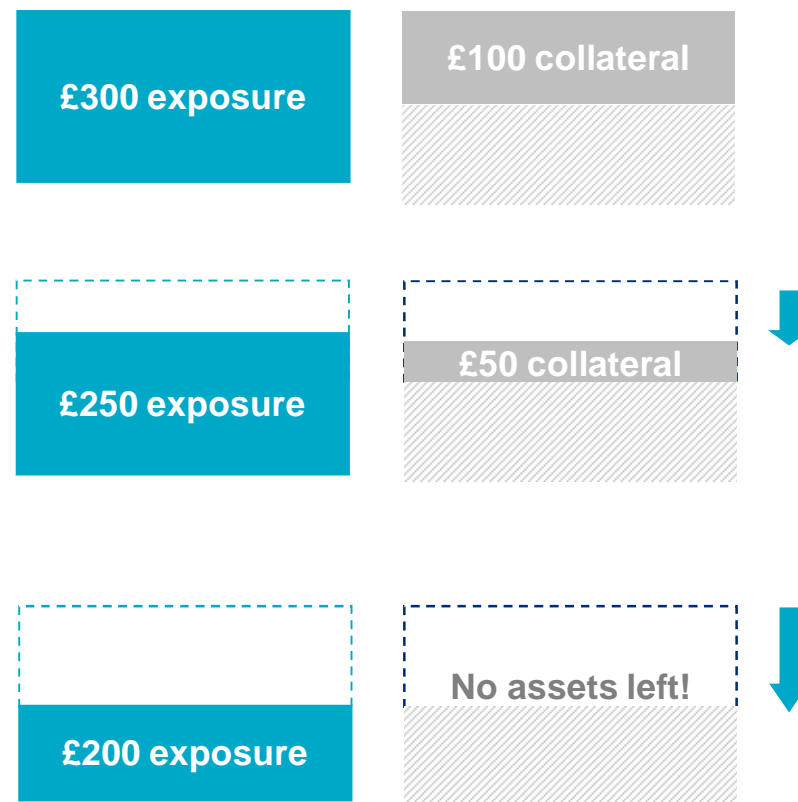 £300 exposure
£100 collateral
£250 exposure
£50 collateral
£200 exposure
No assets left!